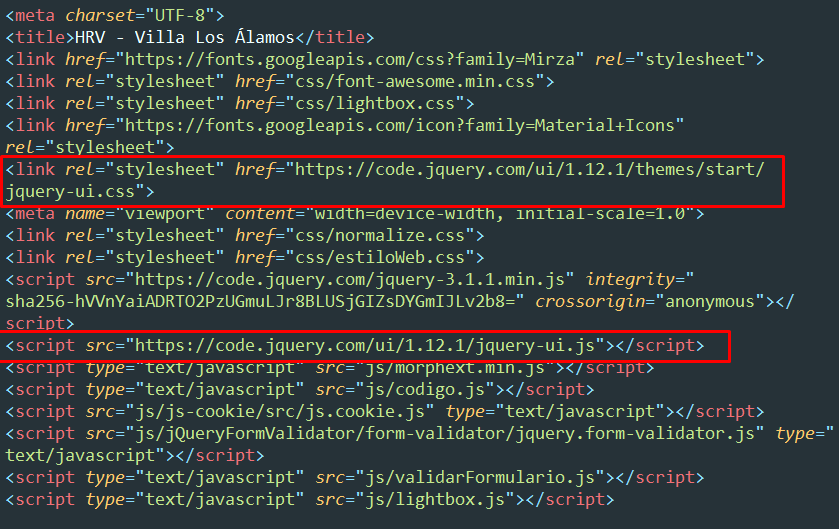 <meta charset="UTF-8">
<title>HRV - Villa Los Álamos</title>
<link href="https://fonts.googleapis.com/css?family=Mirza" rel="stylesheet">
<link rel="stylesheet" href="css/font-awesome.min.css">
<link rel="stylesheet" href="css/lightbox.css">
<link href="https://fonts.googleapis.com/icon?family=Material+Icons"
rel="stylesheet">
<link rel="stylesheet" href="https://code.jquery.com/ui/1.12.1/themes/start/
jquery-ui.css">
<meta name="viewport" content="width=device-width, initial-scale=1.0">
<link rel="stylesheet" href="css/normalize.css">
<link rel="stylesheet" href="css/estiloWeb.css">
<script src="https://code.jquery.com/jquery-3.1.1.min.js" integrity="
sha256-hVVnYaiADRTO2PzUGmuLJr8BLUSjGIZsDYGmIJLv2b8=" crossorigin="anonymous"></
script>
<script src="https://code.jquery.com/ui/1.12.1/jquery-ui.js"></script>
<script type="text/javascript" src="js/morphext.min.js"></script>
<script type="text/javascript" src="js/codigo.js"></script>
<script src="js/js-cookie/src/js.cookie.js" type="text/javascript"></script>
<script src="js/jQueryFormValidator/form-validator/jquery.form-validator.js" type="
text/javascript"></script>
<script type="text/javascript" src="js/validarFormulario.js"></script>
<script type="text/javascript" src="js/lightbox.js"></script>